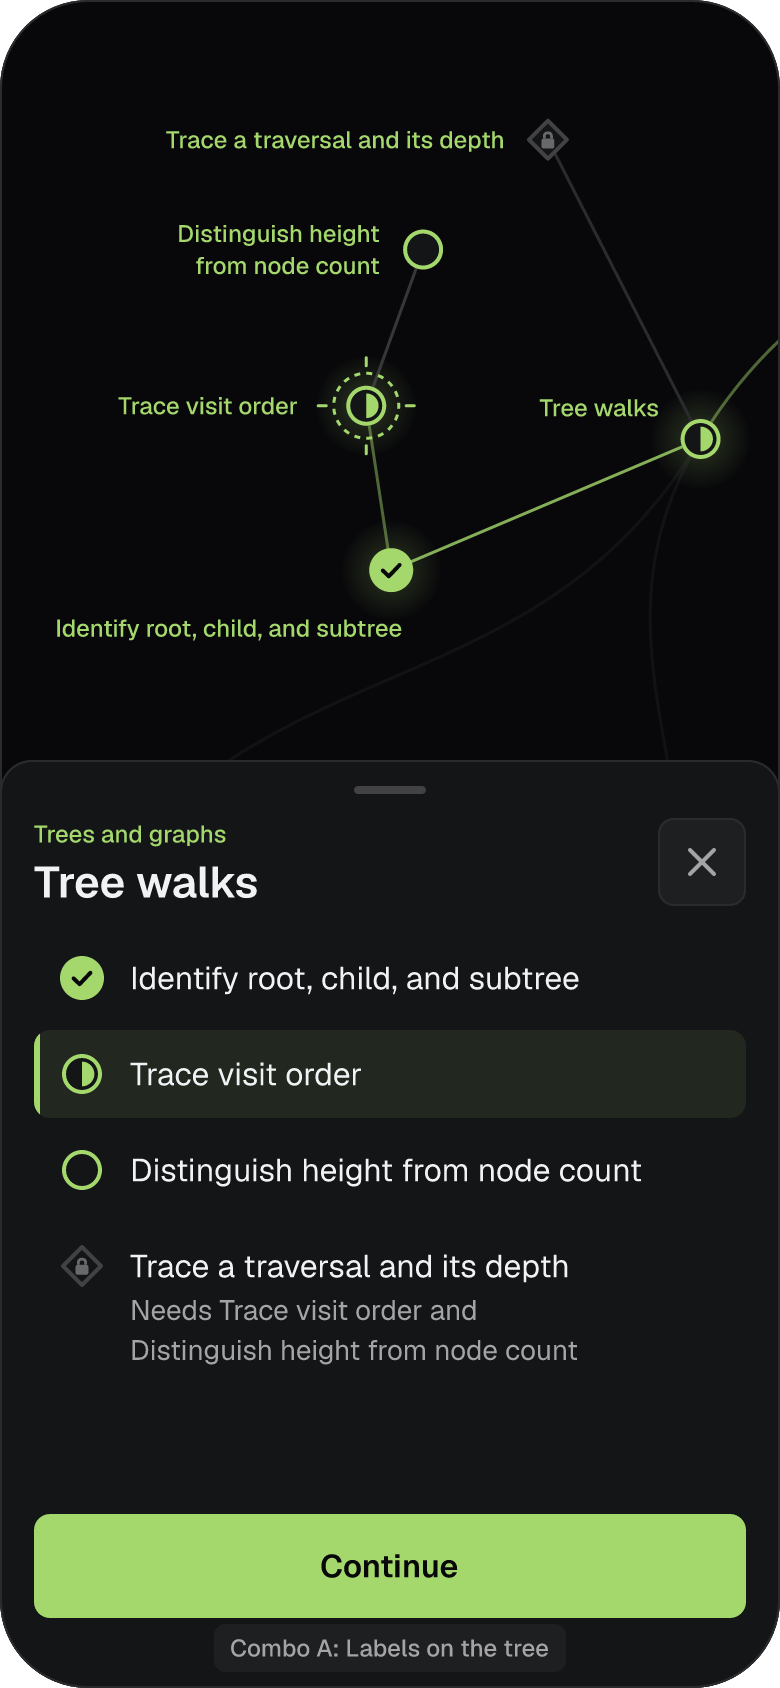 Trace a traversal and its depth
Distinguish height
from node count
Trace visit order
Tree walks
Identify root, child, and subtree
Trees and graphs
Tree walks
Identify root, child, and subtree
Trace visit order
Distinguish height from node count
Trace a traversal and its depth
Needs Trace visit order and
Distinguish height from node count
Continue
Combo A: Labels on the tree